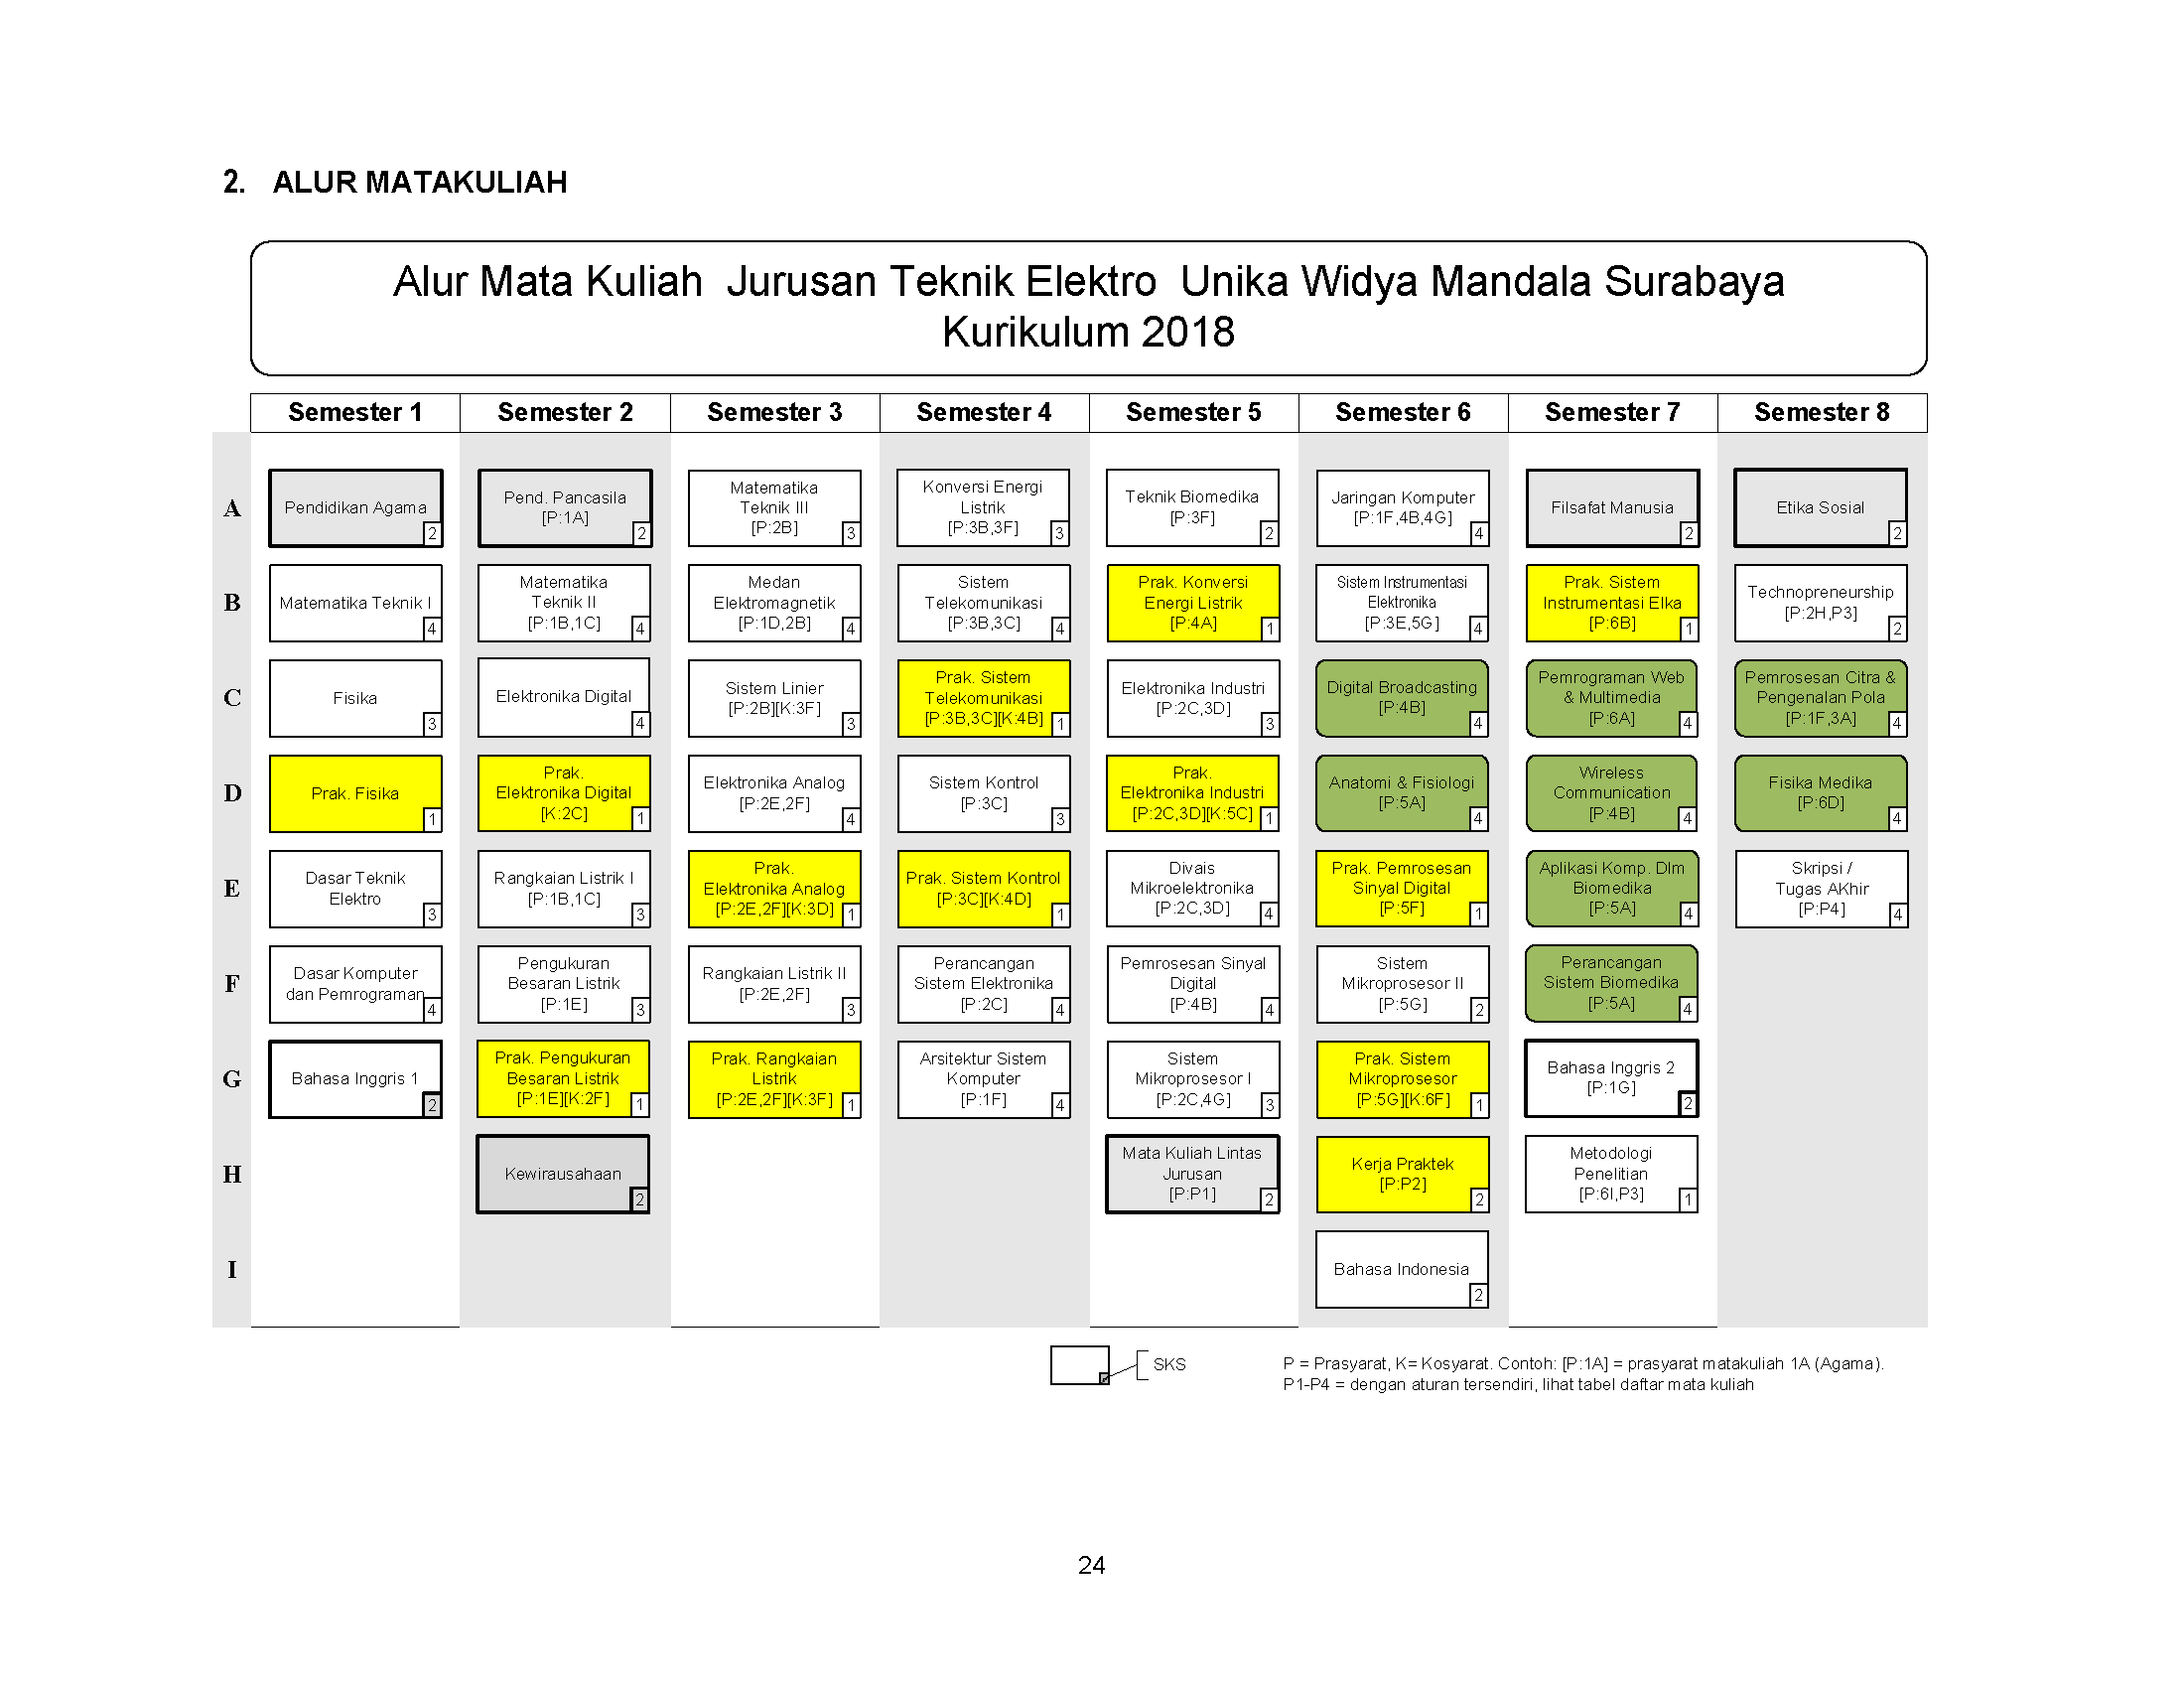 2. ALUR MATAKULIAH
Alur Mata Kuliah Jurusan Teknik Elektro Unika Widya Mandala Surabaya
Kurikulum 2018
Semester 1
Semester 2
Semester 3
Semester 4
Semester 5
Semester 6
Semester 7
Semester 8
A
Pendidikan Agama
2
Pend. Pancasila
[P:1A]
2
Matematika
Teknik III
[P:2B]
3
Konversi Energi
Listrik
[P:3B,3F]
3
Teknik Biomedika
[P:3F]
2
Jaringan Komputer
[P:1F,4B,4G]
4
Filsafat Manusia
2
Etika Sosial
2
B
Matematika Teknik I
4
Matematika
Teknik II
[P:1B,1C]
4
Medan
Elektromagnetik
[P:1D,2B]
4
Sistem
Telekomunikasi
[P:3B,3C]
4
Prak. Konversi
Energi Listrik
[P:4A]
1
Sistem Instrumentasi
Elektronika
[P:3E,5G]
4
Prak. Sistem
Instrumentasi Elka
[P:6B]
1
Technopreneurship
[P:2H,P3]
2
C
Fisika
3
Elektronika Digital
4
Sistem Linier
[P:2B][K:3F]
3
Prak. Sistem
Telekomunikasi
[P:3B,3C][K:4B]
1
Elektronika Industri
[P:2C,3D]
3
Digital Broadcasting
[P:4B]
4
Pemrograman Web
& Multimedia
[P:6A]
4
Pemrosesan Citra &
Pengenalan Pola
[P:1F,3A]
4
D
Prak. Fisika
1
Prak.
Elektronika Digital
[K:2C]
1
Elektronika Analog
[P:2E,2F]
4
Sistem Kontrol
[P:3C]
3
Prak.
Elektronika Industri
[P:2C,3D][K:5C]
1
Anatomi & Fisiologi
[P:5A]
4
Wireless
Communication
[P:4B]
4
Fisika Medika
[P:6D]
4
E
Dasar Teknik
Elektro
3
Rangkaian Listrik I
[P:1B,1C]
3
Prak.
Elektronika Analog
[P:2E,2F][K:3D]
1
Prak. Sistem Kontrol
[P:3C][K:4D]
1
Divais
Mikroelektronika
[P:2C,3D]
4
Prak. Pemrosesan
Sinyal Digital
[P:5F]
1
Aplikasi Komp. Dlm
Biomedika
[P:5A]
4
Skripsi /
Tugas AKhir
[P:P4]
4
F
Dasar Komputer
dan Pemrograman
4
Pengukuran
Besaran Listrik
[P:1E]
3
Rangkaian Listrik II
[P:2E,2F]
3
Perancangan
Sistem Elektronika
[P:2C]
4
Pemrosesan Sinyal
Digital
[P:4B]
4
Sistem
Mikroprosesor II
[P:5G]
2
Perancangan
Sistem Biomedika
[P:5A]
4
G
Bahasa Inggris 1
2
Prak. Pengukuran
Besaran Listrik
[P:1E][K:2F]
1
Prak. Rangkaian
Listrik
[P:2E,2F][K:3F]
1
Arsitektur Sistem
Komputer
[P:1F]
4
Sistem
Mikroprosesor I
[P:2C,4G]
3
Prak. Sistem
Mikroprosesor
[P:5G][K:6F]
1
Bahasa Inggris 2
[P:1G]
2
H
Kewirausahaan
2
Mata Kuliah Lintas
Jurusan
[P:P1]
2
Kerja Praktek
[P:P2]
2
Metodologi
Penelitian
[P:6I,P3]
1
I
Bahasa Indonesia
2
SKS
P = Prasyarat, K= Kosyarat. Contoh: [P:1A] = prasyarat matakuliah 1A (Agama).
P1-P4 = dengan aturan tersendiri, lihat tabel daftar mata kuliah
24